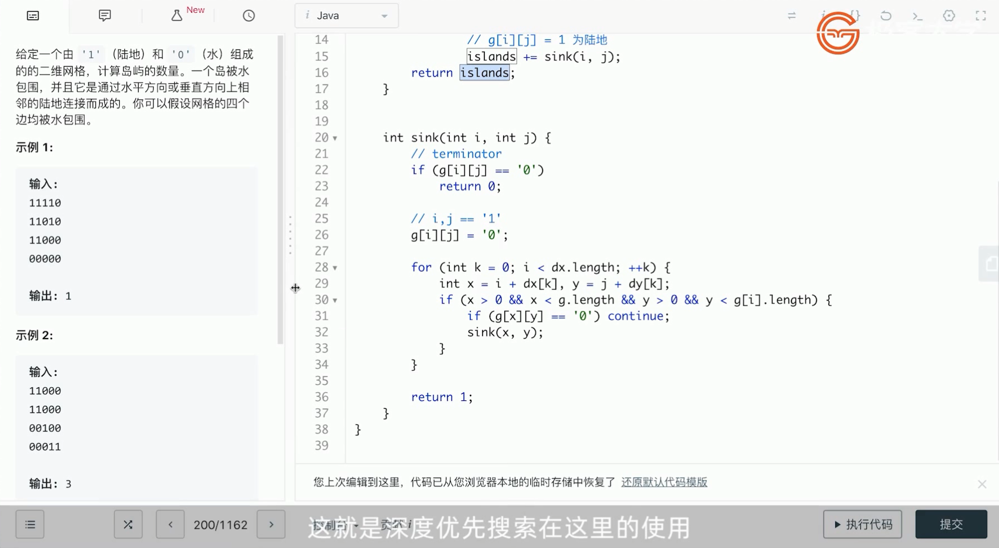 New
i Java
给定一个由 '1' （陆地）和 '0' （水）组成
的的二维网格，计算岛屿的数量。一个岛被水
包围，并且它是通过水平方向或垂直方向上相
邻的陆地连接而成的。你可以假设网格的四个
边均被水包围。
示例 1:
输入:
11110
11010
11000
00000
输出: 1
示例 2:
输入:
11000
11000
00100
00011
输出: 3
14 // g[i][j] = 1 为陆地
15 islands += sink(i, j);
16 return islands;
17 }
18
19
20 int sink(int i, int j) {
21 // terminator
22 if (g[i][j] == '0')
23 return 0;
24
25 // i,j == '1'
26 g[i][j] = '0';
27
28 for (int k = 0; i < dx.length; ++k) {
29 int x = i + dx[k], y = j + dy[k];
30 if (x > 0 && x < g.length && y > 0 && y < g[i].length) {
31 if (g[x][y] == '0') continue;
32 sink(x, y);
33 }
34 }
35
36 return 1;
37 }
38 }
39
您上次编辑到这里，代码已从您浏览器本地的临时存储中恢复了 还原默认代码模版
200/1162
这就是深度优先搜索在这里的使用
执行代码
提交